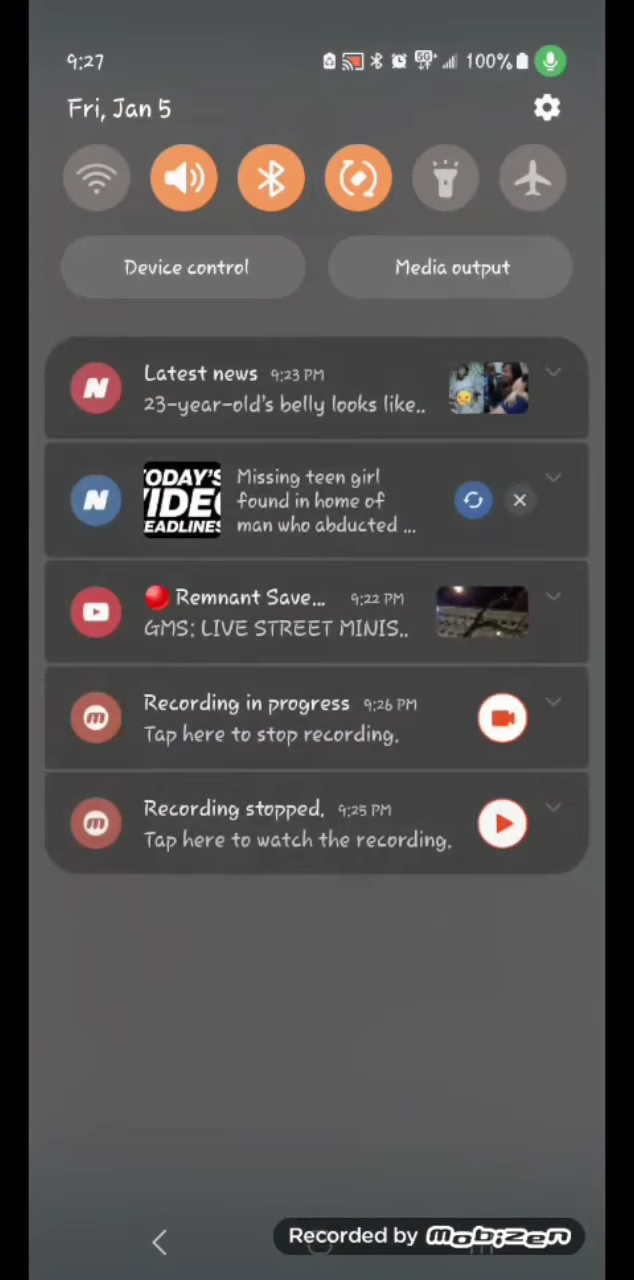 9:27
5G
100%
Fri, Jan 5
Device control
Media output
Latest news 9:23 PM
23-year-old's belly looks like..
TODAY'S
VIDEO
HEADLINES
Missing teen girl
found in home of
man who abducted ...
Remnant Save... 9:22 PM
GMS: LIVE STREET MINIS..
Recording in progress 9:26 PM
Tap here to stop recording.
Recording stopped. 9:25 PM
Tap here to watch the recording.
Recorded by mobizen